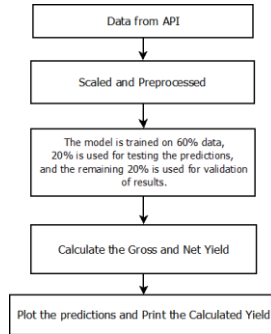 Data from API
Scaled and Preprocessed
The model is trained on 60% data,
20% is used for testing the predictions,
and the remaining 20% is used for validation
of results.
Calculate the Gross and Net Yield
Plot the predictions and Print the Calculated Yield